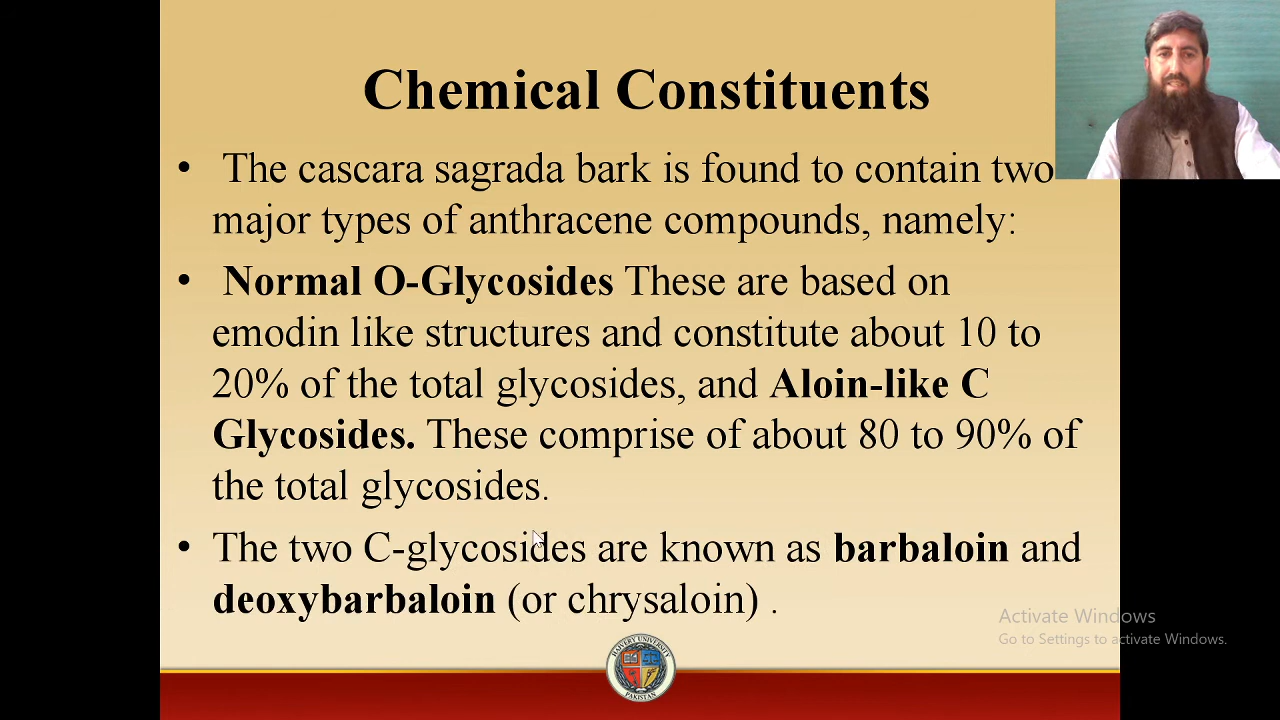 Chemical Constituents
• The cascara sagrada bark is found to contain two
major types of anthracene compounds, namely:
• Normal O-Glycosides These are based on
emodin like structures and constitute about 10 to
20% of the total glycosides, and Aloin-like C
Glycosides. These comprise of about 80 to 90% of
the total glycosides.
• The two C-glycosides are known as barbaloin and
deoxybarbaloin (or chrysaloin) .
Activate Windows
Go to Settings to activate Windows.
UNIVERSITY
PAKISTAN